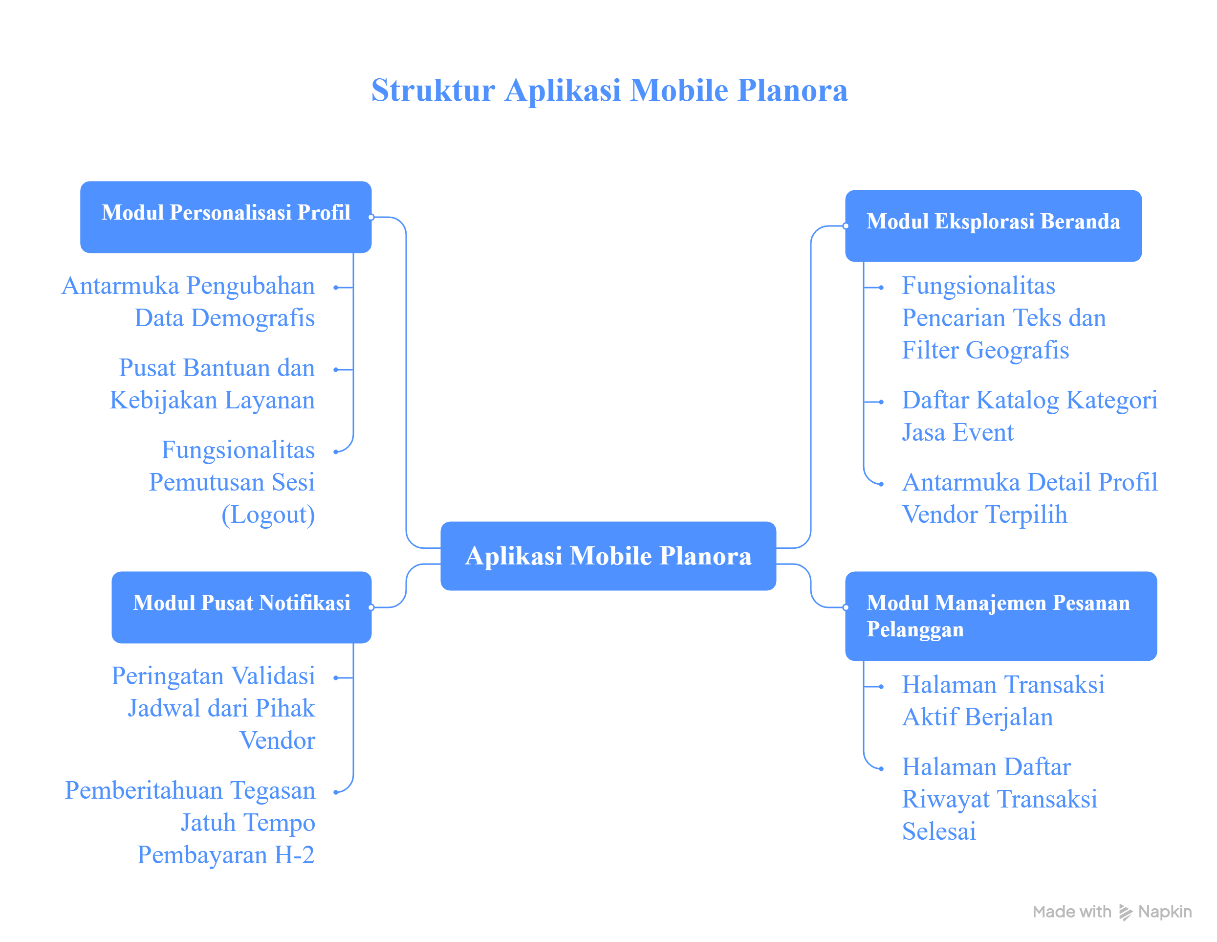 Struktur Aplikasi Mobile Planora
Modul Personalisasi Profil
Antarmuka Pengubahan
Data Demografis
Pusat Bantuan dan
Kebijakan Layanan
Fungsionalitas
Pemutusan Sesi
(Logout)
Modul Eksplorasi Beranda
Fungsionalitas
Pencarian Teks dan
Filter Geografis
Daftar Katalog Kategori
Jasa Event
Antarmuka Detail Profil
Vendor Terpilih
Aplikasi Mobile Planora
Modul Pusat Notifikasi
Peringatan Validasi
Jadwal dari Pihak
Vendor
Pemberitahuan Tegasan
Jatuh Tempo
Pembayaran H-2
Modul Manajemen Pesanan
Pelanggan
Halaman Transaksi
Aktif Berjalan
Halaman Daftar
Riwayat Transaksi
Selesai
Made with Napkin